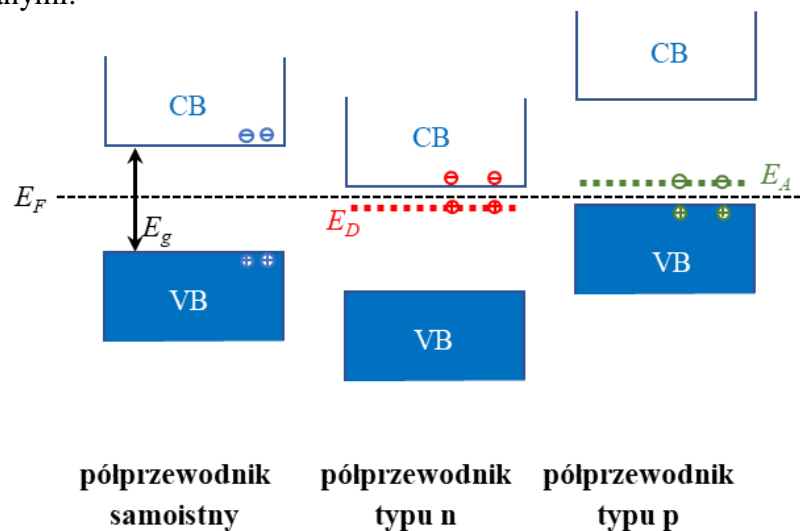 CB
CB
CB
E_A
E_F
E_g
E_D
VB
VB
VB
półprzewodnik samoistny
półprzewodnik typu n
półprzewodnik typu p